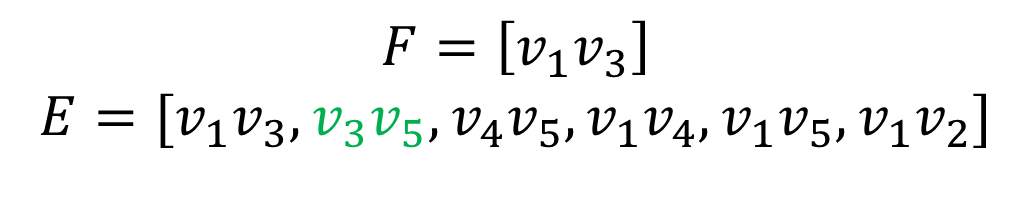 F = [v₁v₃]
E = [v₁v₃, v₃v₅, v₄v₅, v₁v₄, v₁v₅, v₁v₂]